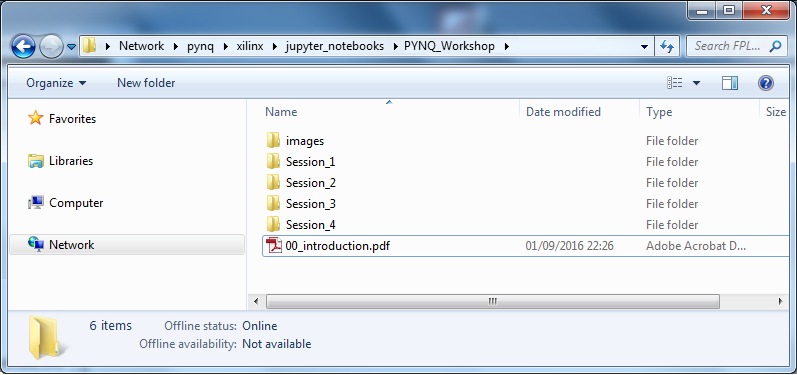 Network ▸ pynq ▸ xilinx ▸ jupyter_notebooks ▸ PYNQ_Workshop ▸ Search FPL...
Organize ▾ New folder
Favorites
Libraries
Computer
Network
Name Date modified Type Size
images File folder
Session_1 File folder
Session_2 File folder
Session_3 File folder
Session_4 File folder
00_introduction.pdf 01/09/2016 22:26 Adobe Acrobat D...
6 items Offline status: Online
Offline availability: Not available